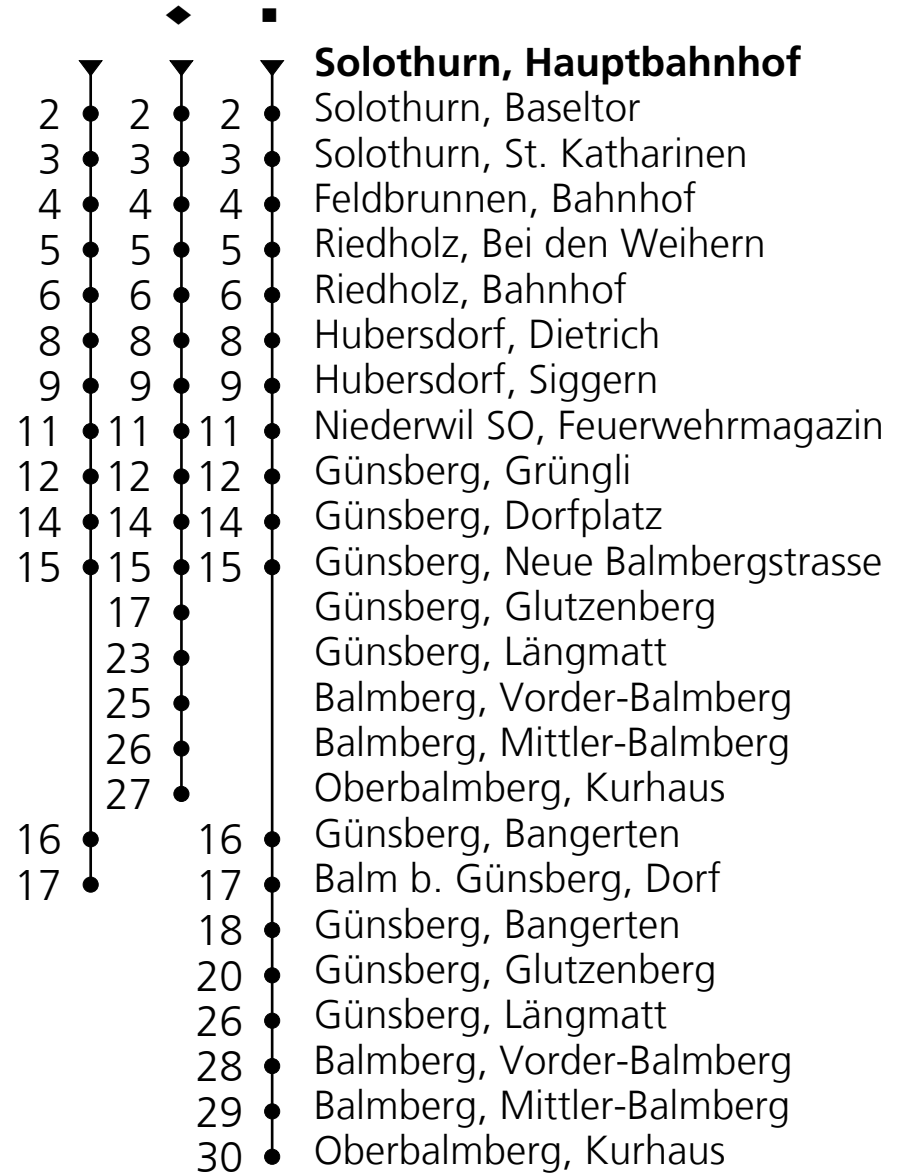 Solothurn, Hauptbahnhof
2 2 2 Solothurn, Baseltor
3 3 3 Solothurn, St. Katharinen
4 4 4 Feldbrunnen, Bahnhof
5 5 5 Riedholz, Bei den Weihern
6 6 6 Riedholz, Bahnhof
8 8 8 Hubersdorf, Dietrich
9 9 9 Hubersdorf, Siggern
11 11 11 Niederwil SO, Feuerwehrmagazin
12 12 12 Günsberg, Grüngli
14 14 14 Günsberg, Dorfplatz
15 15 15 Günsberg, Neue Balmbergstrasse
17 Günsberg, Glutzenberg
23 Günsberg, Längmatt
25 Balmberg, Vorder-Balmberg
26 Balmberg, Mittler-Balmberg
27 Oberbalmberg, Kurhaus
16 16 Günsberg, Bangerten
17 17 Balm b. Günsberg, Dorf
18 Günsberg, Bangerten
20 Günsberg, Glutzenberg
26 Günsberg, Längmatt
28 Balmberg, Vorder-Balmberg
29 Balmberg, Mittler-Balmberg
30 Oberbalmberg, Kurhaus